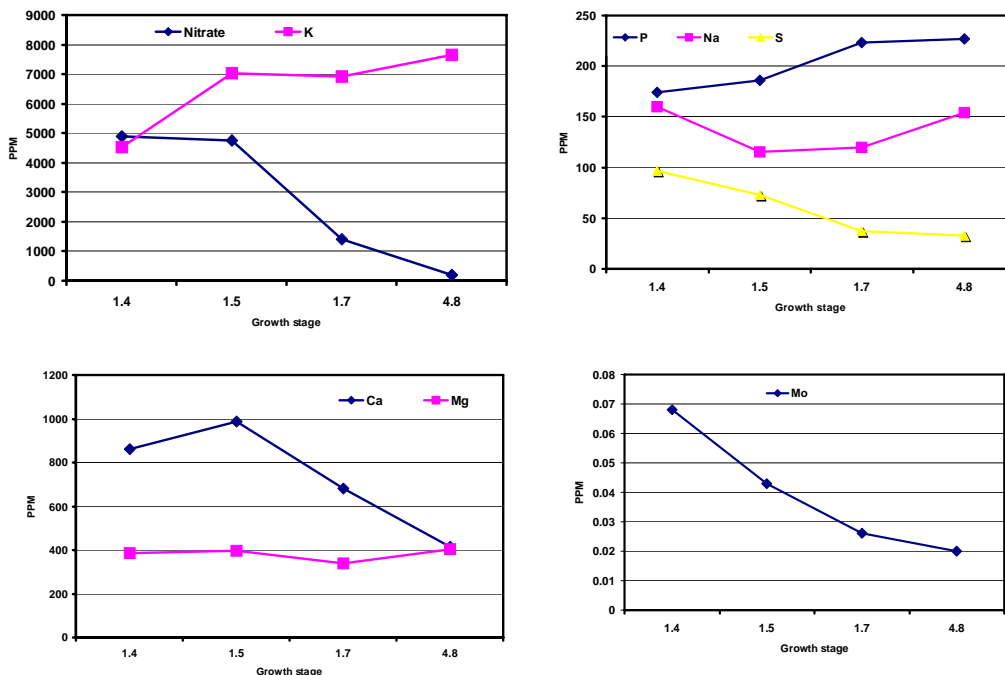 Nitrate K
9000
8000
7000
6000
5000
4000
3000
2000
1000
0
PPM
1.4 1.5 1.7 4.8
Growth stage
P Na S
250
200
150
100
50
0
PPM
1.4 1.5 1.7 4.8
Growth stage
Ca Mg
1200
1000
800
600
400
200
0
PPM
1.4 1.5 1.7 4.8
Growth stage
Mo
0.08
0.07
0.06
0.05
0.04
0.03
0.02
0.01
0
PPM
1.4 1.5 1.7 4.8
Growth stage